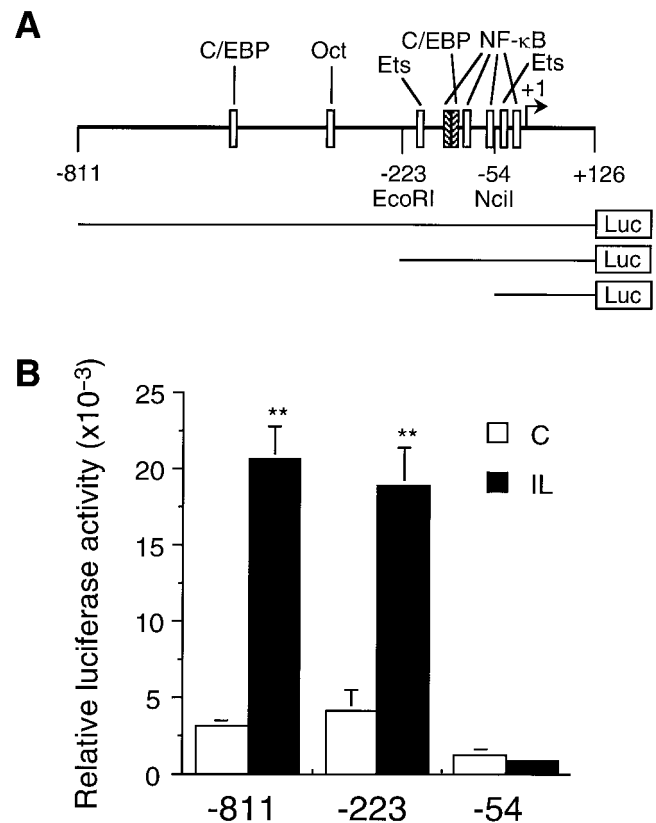 A
C/EBP Oct Ets C/EBP NF-κB Ets
+1
-811 -223 -54 +126
EcoRI NciI
Luc
Luc
Luc
B
Relative luciferase activity (x10⁻³)
25
20
15
10
5
0
** **
C
IL
-811 -223 -54